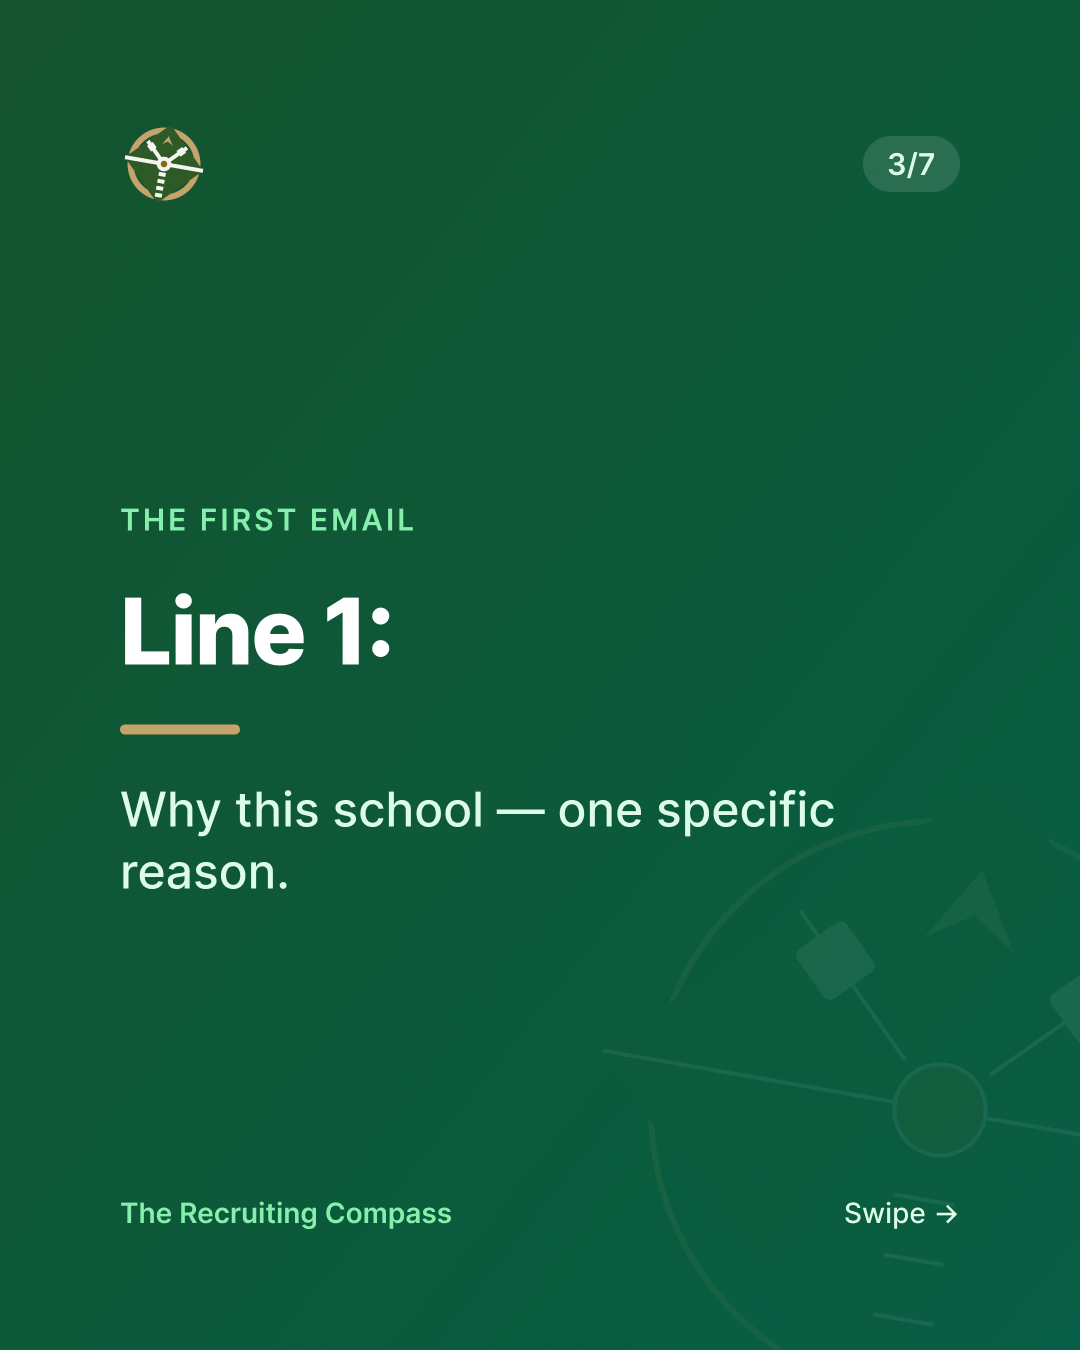 3/7
THE FIRST EMAIL
Line 1:
Why this school — one specific
reason.
The Recruiting Compass
Swipe →